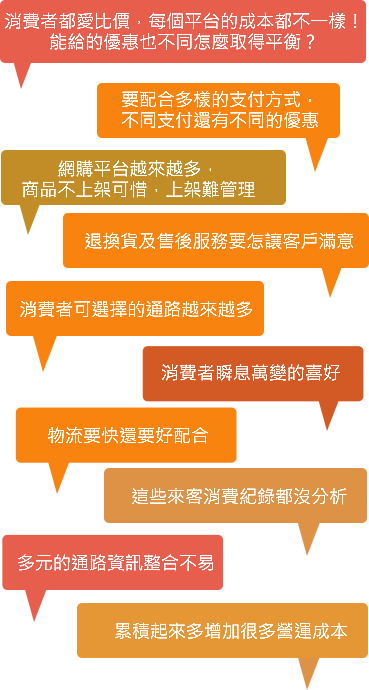 消費者都愛比價，每個平台的成本都不一樣！
能給的優惠也不同怎麼取得平衡？
要配合多樣的支付方式，
不同支付還有不同的優惠
網購平台越來越多，
商品不上架可惜，上架難管理
退換貨及售後服務要怎讓客戶滿意
消費者可選擇的通路越來越多
消費者瞬息萬變的喜好
物流要快還要好配合
這些來客消費紀錄都沒分析
多元的通路資訊整合不易
累積起來多增加很多營運成本